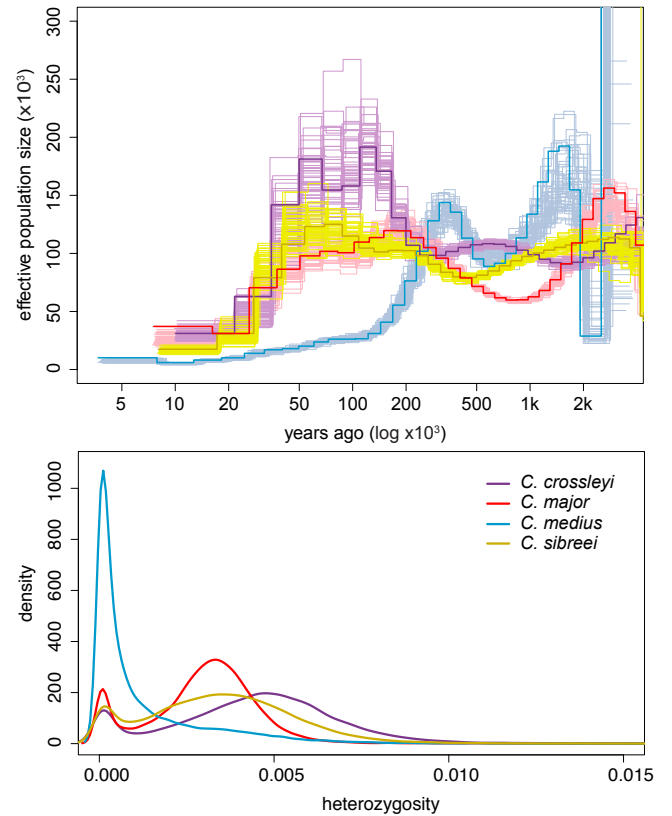 effective population size (×10³)
300
250
200
150
100
50
0
5 10 20 50 100 200 500 1k 2k
years ago (log x10³)
density
1000
800
600
400
200
0
C. crossleyi
C. major
C. medius
C. sibreei
0.000 0.005 0.010 0.015
heterozygosity